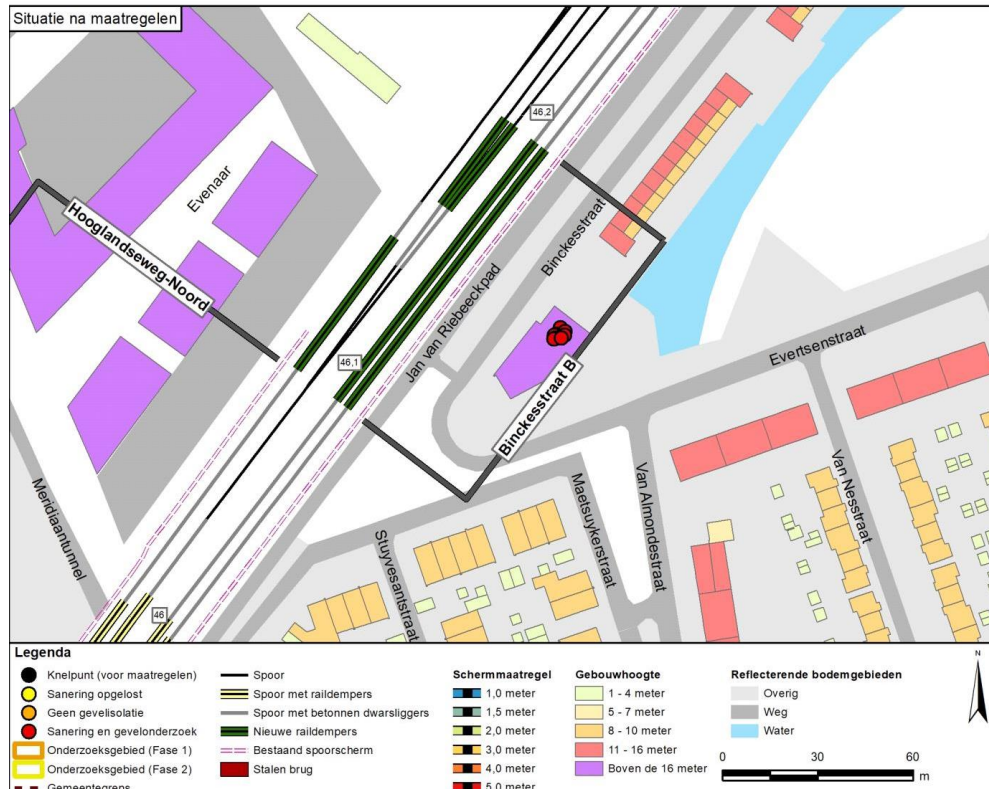 Situatie na maatregelen
46,2
Evenaar
Hooglandseweg-Noord
Binckesstraat
Jan van Riebeeckpad
46,1
Binckesstraat B
Evertsenstraat
Meridiaantunnel
Stuyvesantstraat
Maetsuykerstraat
Van Almondestraat
Van Nesstraat
46
Legenda
Knelpunt (voor maatregelen)
Sanering opgelost
Geen gevelisolatie
Sanering en gevelonderzoek
Onderzoeksgebied (Fase 1)
Onderzoeksgebied (Fase 2)
Gemeentegrens
Spoor
Spoor met raildempers
Spoor met betonnen dwarsliggers
Nieuwe raildempers
Bestaand spoorscherm
Stalen brug
Schermmaatregel
1,0 meter
1,5 meter
2,0 meter
3,0 meter
4,0 meter
5,0 meter
Gebouwhoogte
1 - 4 meter
5 - 7 meter
8 - 10 meter
11 - 16 meter
Boven de 16 meter
Reflecterende bodemgebieden
Overig
Weg
Water
N
0 30 60
m